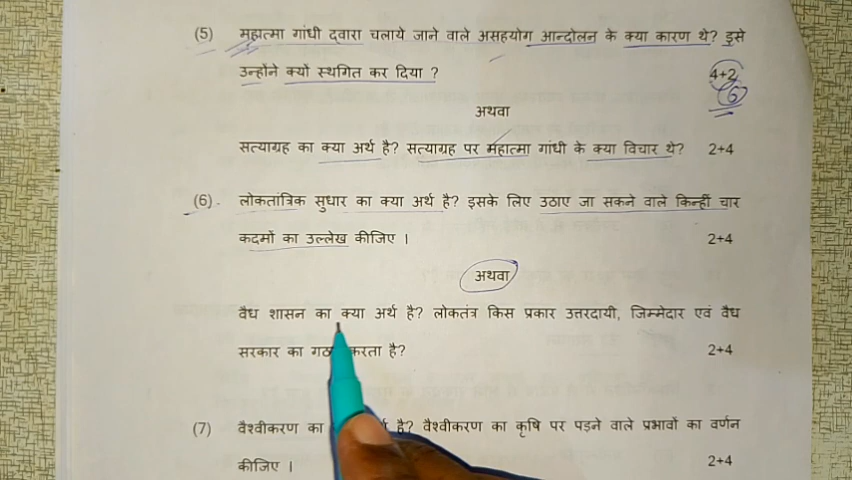 (5) महात्मा गांधी द्वारा चलाये जाने वाले असहयोग आन्दोलन के क्या कारण थे? इसे
उन्होंने क्यों स्थगित कर दिया ? 4+2
6
अथवा
सत्याग्रह का क्या अर्थ है? सत्याग्रह पर महात्मा गांधी के क्या विचार थे? 2+4
(6). लोकतांत्रिक सुधार का क्या अर्थ है? इसके लिए उठाए जा सकने वाले किन्हीं चार
कदमों का उल्लेख कीजिए । 2+4
अथवा
वैध शासन का क्या अर्थ है? लोकतंत्र किस प्रकार उत्तरदायी, जिम्मेदार एवं वैध
सरकार का करता है? 2+4
(7) वैश्वीकरण का है? वैश्वीकरण का कृषि पर पड़ने वाले प्रभावों का वर्णन
कीजिए । 2+4